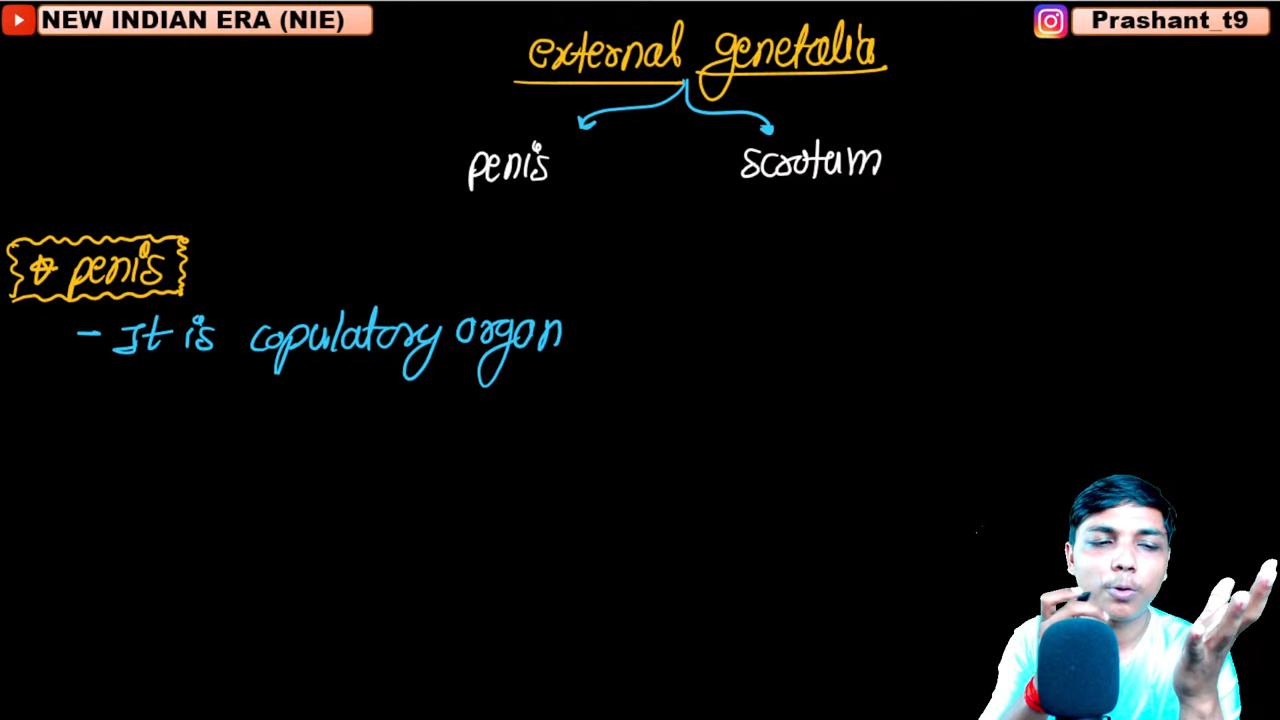 NEW INDIAN ERA (NIE)
Prashant_t9
external genetalia
penis scrotum
penis
- It is copulatory organ